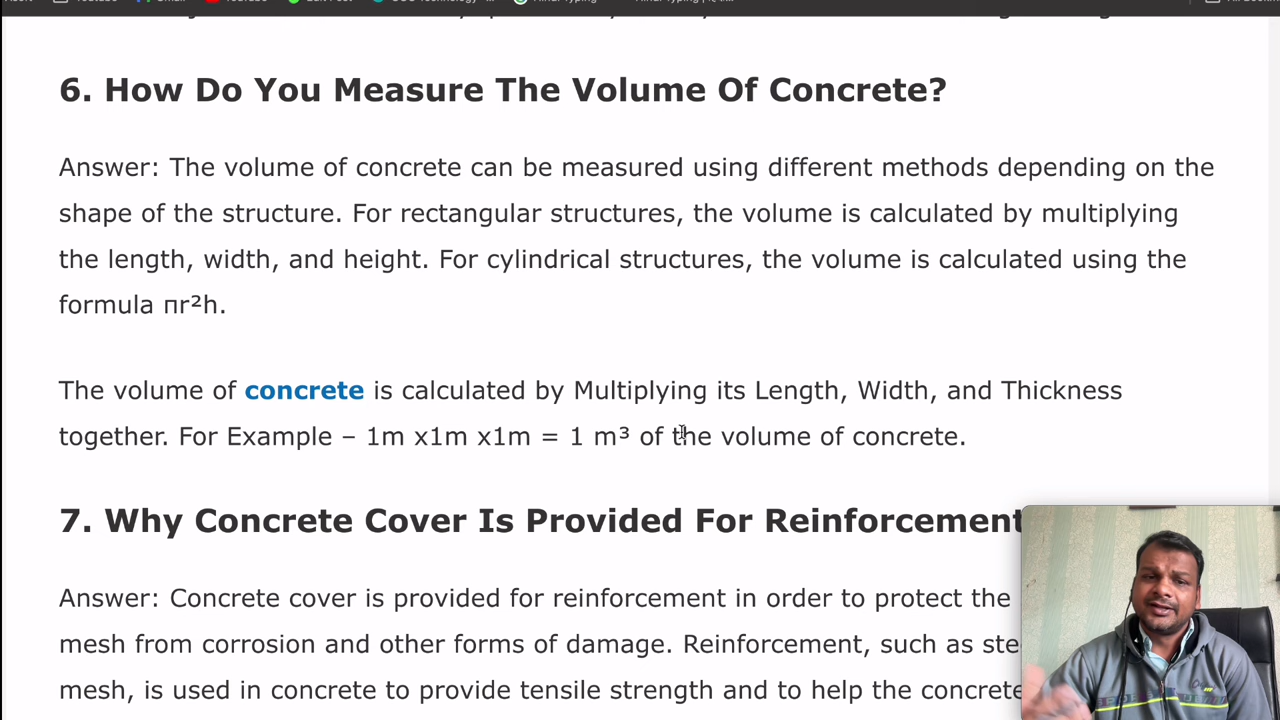 6. How Do You Measure The Volume Of Concrete?
Answer: The volume of concrete can be measured using different methods depending on the
shape of the structure. For rectangular structures, the volume is calculated by multiplying
the length, width, and height. For cylindrical structures, the volume is calculated using the
formula πr²h.
The volume of concrete is calculated by Multiplying its Length, Width, and Thickness
together. For Example – 1m x1m x1m = 1 m³ of the volume of concrete.
7. Why Concrete Cover Is Provided For Reinforcement
Answer: Concrete cover is provided for reinforcement in order to protect the
mesh from corrosion and other forms of damage. Reinforcement, such as ste
mesh, is used in concrete to provide tensile strength and to help the concrete